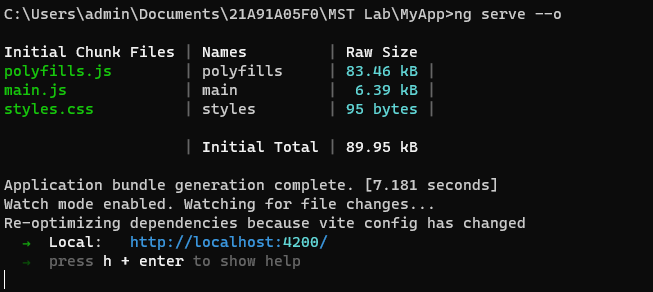 C:\Users\admin\Documents\21A91A05F0\MST Lab\MyApp>ng serve --o
Initial Chunk Files | Names | Raw Size
polyfills.js | polyfills | 83.46 kB |
main.js | main | 6.39 kB |
styles.css | styles | 95 bytes |
| Initial Total | 89.95 kB
Application bundle generation complete. [7.181 seconds]
Watch mode enabled. Watching for file changes...
Re-optimizing dependencies because vite config has changed
→ Local: http://localhost:4200/
→ press h + enter to show help